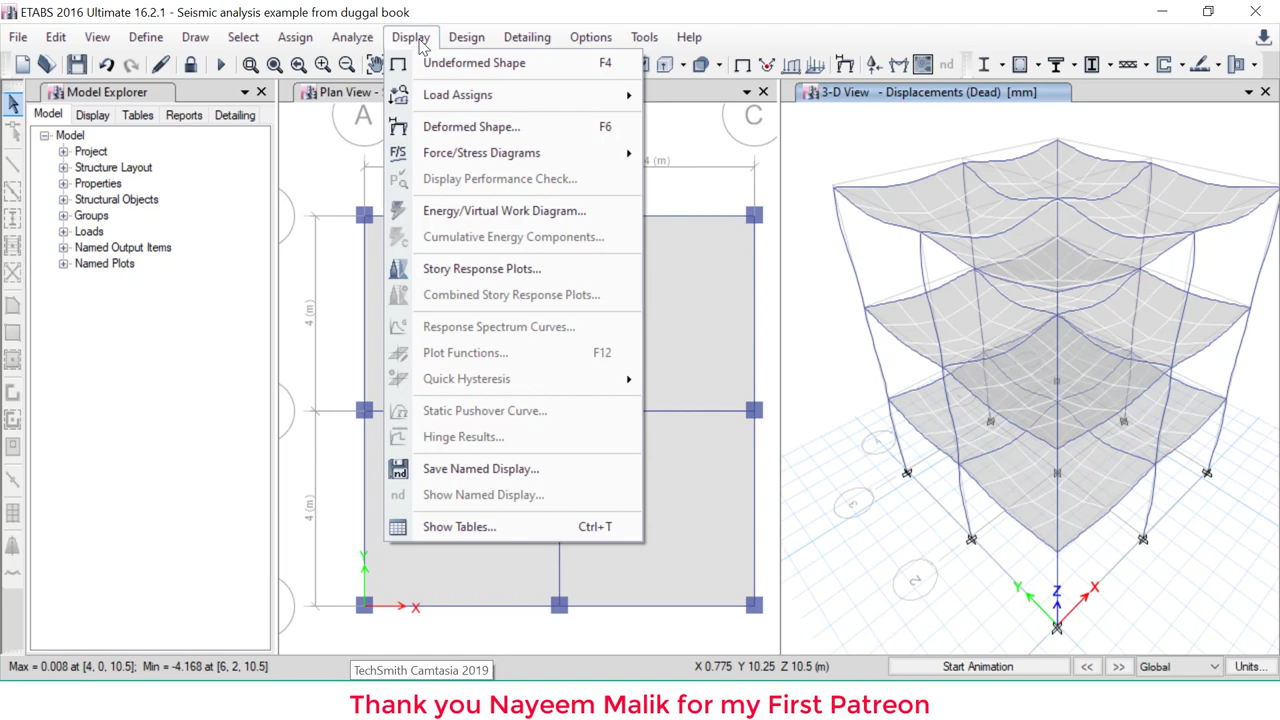 ETABS 2016 Ultimate 16.2.1 - Seismic analysis example from duggal book
File Edit View Define Draw Select Assign Analyze Display Design Detailing Options Tools Help
nd
Model Explorer
Model Display Tables Reports Detailing
Model
Project
Structure Layout
Properties
Structural Objects
Groups
Loads
Named Output Items
Named Plots
Plan View - S
A
C
4 (m)
4 (m)
4 (m)
Y
X
Undeformed Shape F4
Load Assigns
Deformed Shape... F6
F/S Force/Stress Diagrams
Display Performance Check...
Energy/Virtual Work Diagram...
Cumulative Energy Components...
Story Response Plots...
Combined Story Response Plots...
Response Spectrum Curves...
Plot Functions... F12
Quick Hysteresis
Static Pushover Curve...
Hinge Results...
nd Save Named Display...
nd Show Named Display...
Show Tables... Ctrl+T
3-D View - Displacements (Dead) [mm]
3
2
Y Z X
Max = 0.008 at [4, 0, 10.5]; Min = -4.168 at [6, 2, 10.5]
TechSmith Camtasia 2019
X 0.775 Y 10.25 Z 10.5 (m)
Start Animation << >> Global Units...
Thank you Nayeem Malik for my First Patreon